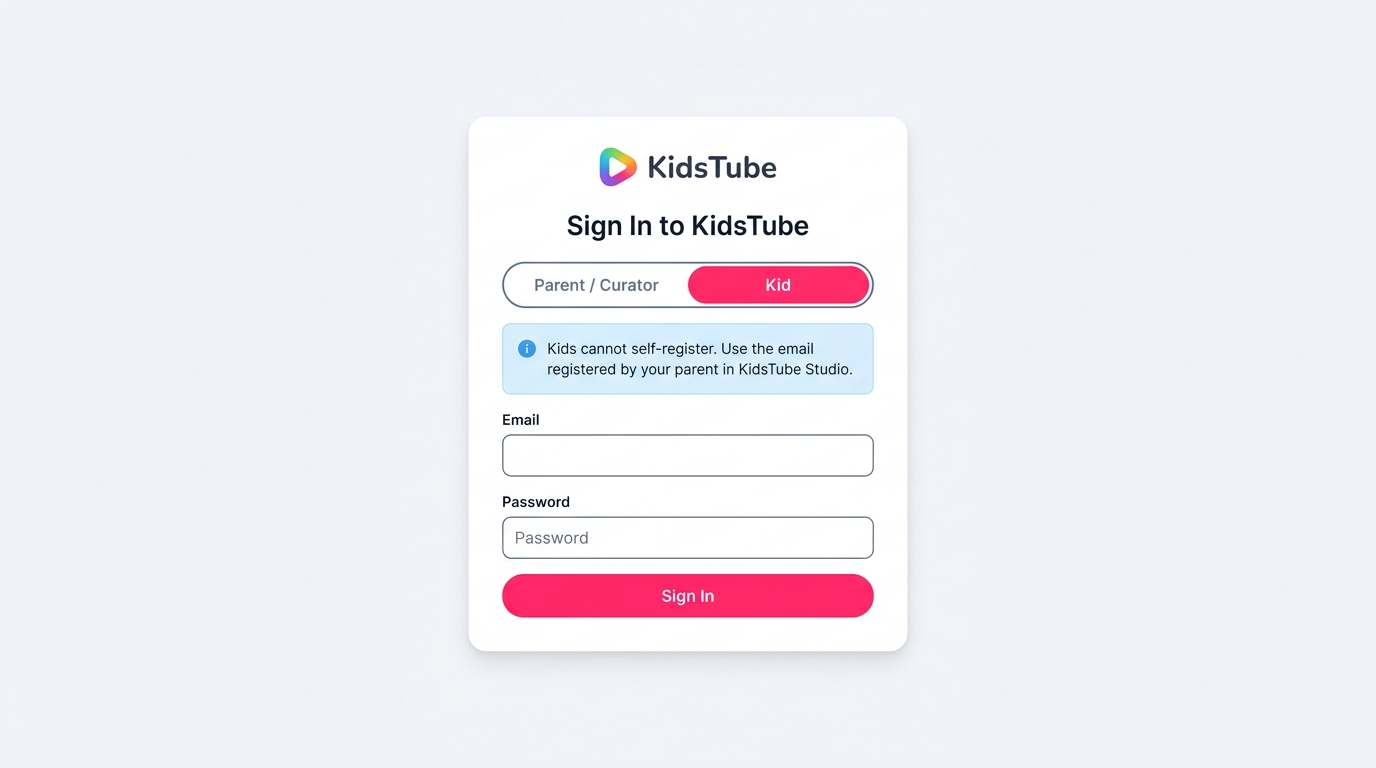 KidsTube
Sign In to KidsTube
Parent / Curator
Kid
Kids cannot self-register. Use the email
registered by your parent in KidsTube Studio.
Email
Password
Password
Sign In